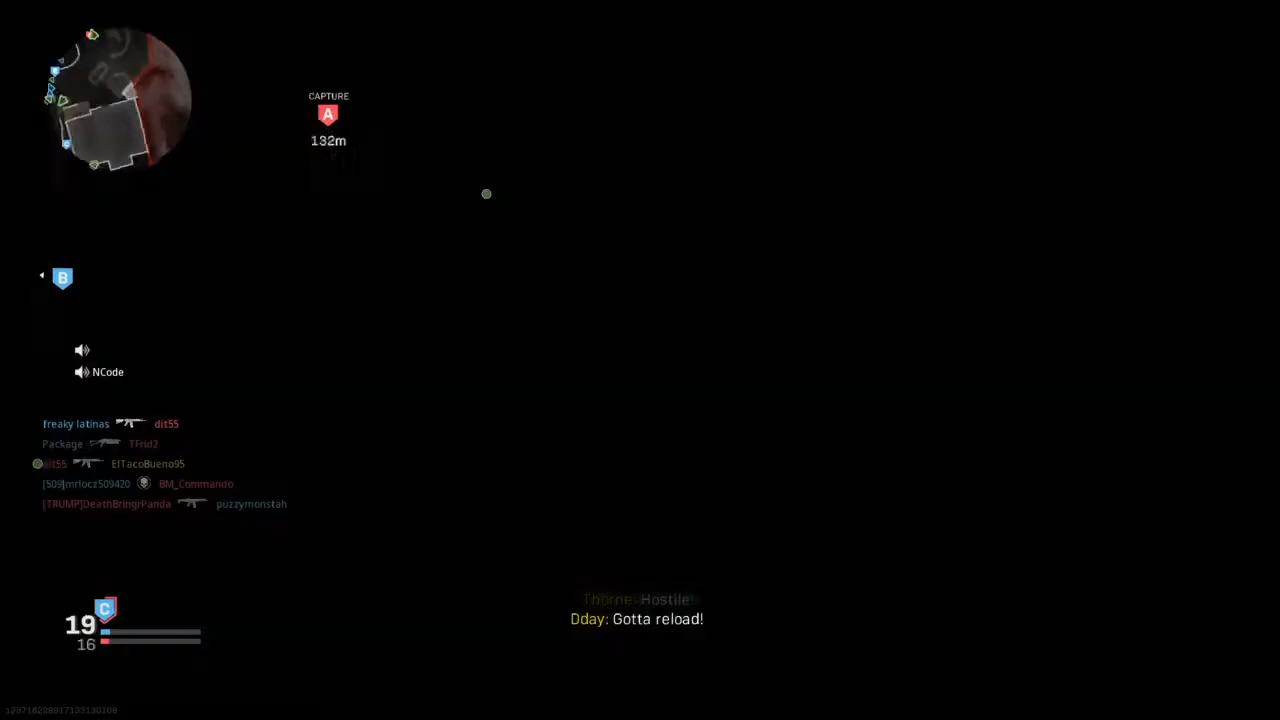 CAPTURE
A
132m
B
NCode
freaky latinas dit55
Package TFrid2
dit55 ElTacoBueno95
[509]mrlocz509420 BM_Commando
[TRUMP]DeathBringrPanda puzzymonstah
C
19
16
Thorne: Hostile
Dday: Gotta reload!